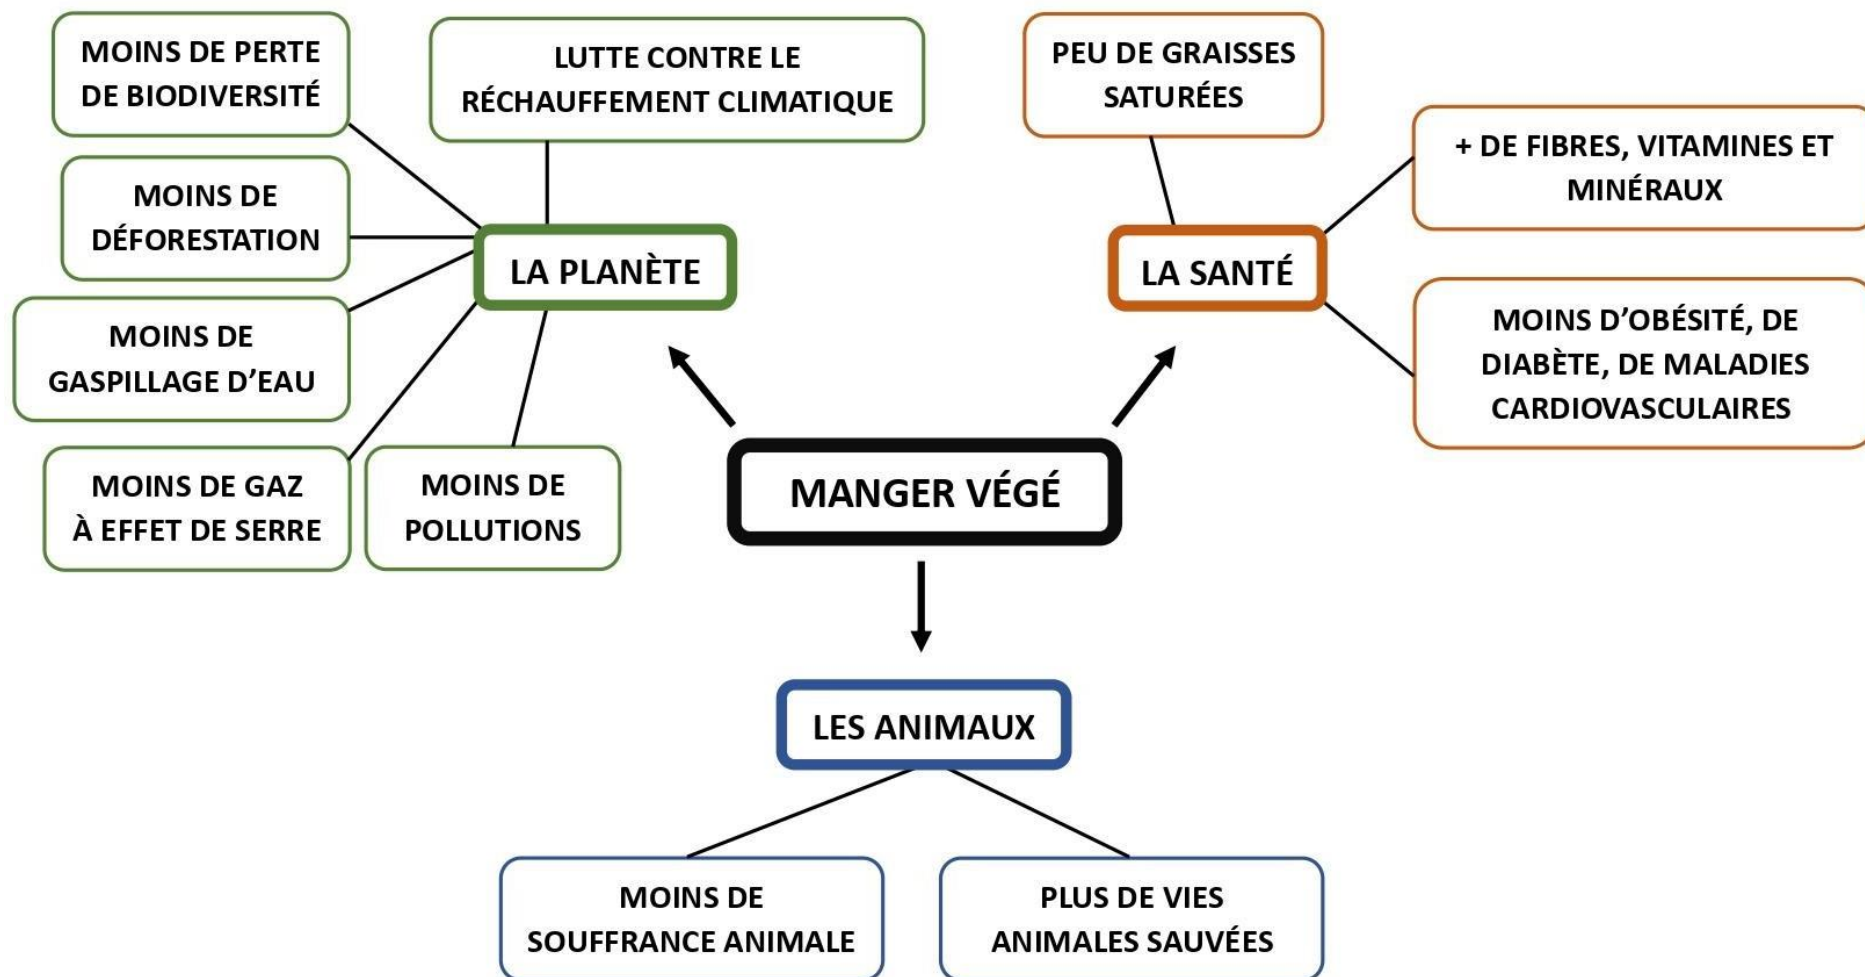 MOINS DE PERTE
DE BIODIVERSITÉ
LUTTE CONTRE LE
RÉCHAUFFEMENT CLIMATIQUE
MOINS DE
DÉFORESTATION
LA PLANÈTE
MOINS DE
GASPILLAGE D’EAU
MOINS DE GAZ
À EFFET DE SERRE
MOINS DE
POLLUTIONS
PEU DE GRAISSES
SATURÉES
+ DE FIBRES, VITAMINES ET
MINÉRAUX
LA SANTÉ
MOINS D’OBÉSITÉ, DE
DIABÈTE, DE MALADIES
CARDIOVASCULAIRES
MANGER VÉGÉ
LES ANIMAUX
MOINS DE
SOUFFRANCE ANIMALE
PLUS DE VIES
ANIMALES SAUVÉES